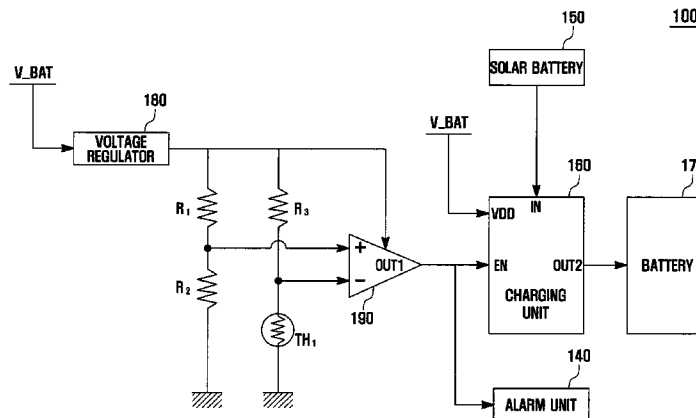 100
150
SOLAR BATTERY
V_BAT
180
VOLTAGE
REGULATOR
V_BAT
160
17
R1
R3
VDD
IN
+
OUT1
EN
OUT2
BATTERY
R2
−
190
CHARGING
UNIT
TH1
140
ALARM UNIT